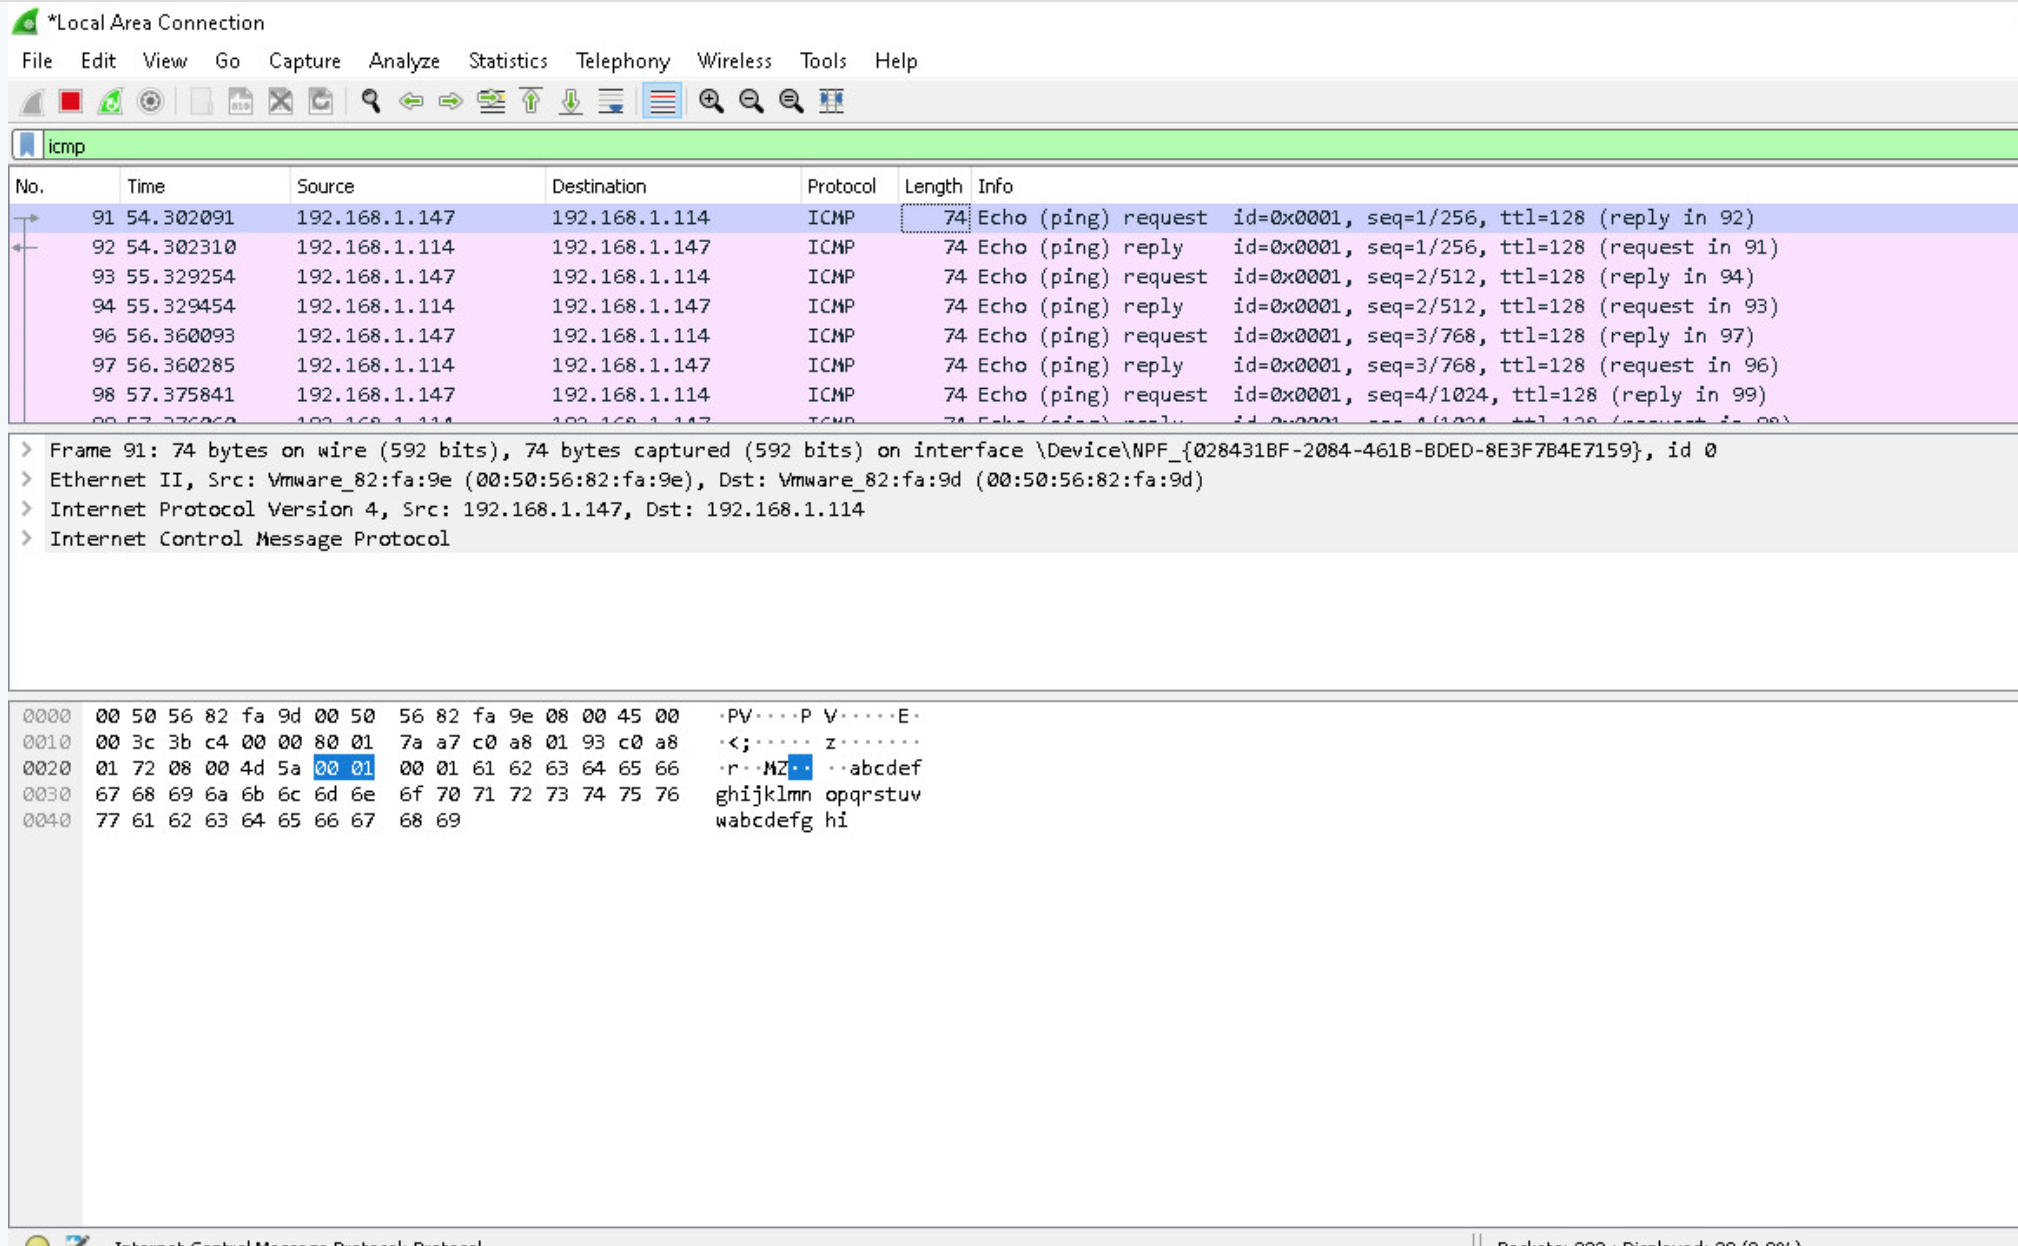 *Local Area Connection
File Edit View Go Capture Analyze Statistics Telephony Wireless Tools Help
icmp
No. Time Source Destination Protocol Length Info
91 54.302091 192.168.1.147 192.168.1.114 ICMP 74 Echo (ping) request id=0x0001, seq=1/256, ttl=128 (reply in 92)
92 54.302310 192.168.1.114 192.168.1.147 ICMP 74 Echo (ping) reply id=0x0001, seq=1/256, ttl=128 (request in 91)
93 55.329254 192.168.1.147 192.168.1.114 ICMP 74 Echo (ping) request id=0x0001, seq=2/512, ttl=128 (reply in 94)
94 55.329454 192.168.1.114 192.168.1.147 ICMP 74 Echo (ping) reply id=0x0001, seq=2/512, ttl=128 (request in 93)
96 56.360093 192.168.1.147 192.168.1.114 ICMP 74 Echo (ping) request id=0x0001, seq=3/768, ttl=128 (reply in 97)
97 56.360285 192.168.1.114 192.168.1.147 ICMP 74 Echo (ping) reply id=0x0001, seq=3/768, ttl=128 (request in 96)
98 57.375841 192.168.1.147 192.168.1.114 ICMP 74 Echo (ping) request id=0x0001, seq=4/1024, ttl=128 (reply in 99)
Frame 91: 74 bytes on wire (592 bits), 74 bytes captured (592 bits) on interface \Device\NPF_{028431BF-2084-461B-BDED-8E3F7B4E7159}, id 0
Ethernet II, Src: Vmware_82:fa:9e (00:50:56:82:fa:9e), Dst: Vmware_82:fa:9d (00:50:56:82:fa:9d)
Internet Protocol Version 4, Src: 192.168.1.147, Dst: 192.168.1.114
Internet Control Message Protocol
0000 00 50 56 82 fa 9d 00 50 56 82 fa 9e 08 00 45 00 ·PV····P V·····E·
0010 00 3c 3b c4 00 00 80 01 7a a7 c0 a8 01 93 c0 a8 ·<;····· z·······
0020 01 72 08 00 4d 5a 00 01 00 01 61 62 63 64 65 66 ·r··MZ·· ··abcdef
0030 67 68 69 6a 6b 6c 6d 6e 6f 70 71 72 73 74 75 76 ghijklmn opqrstuv
0040 77 61 62 63 64 65 66 67 68 69 wabcdefg hi